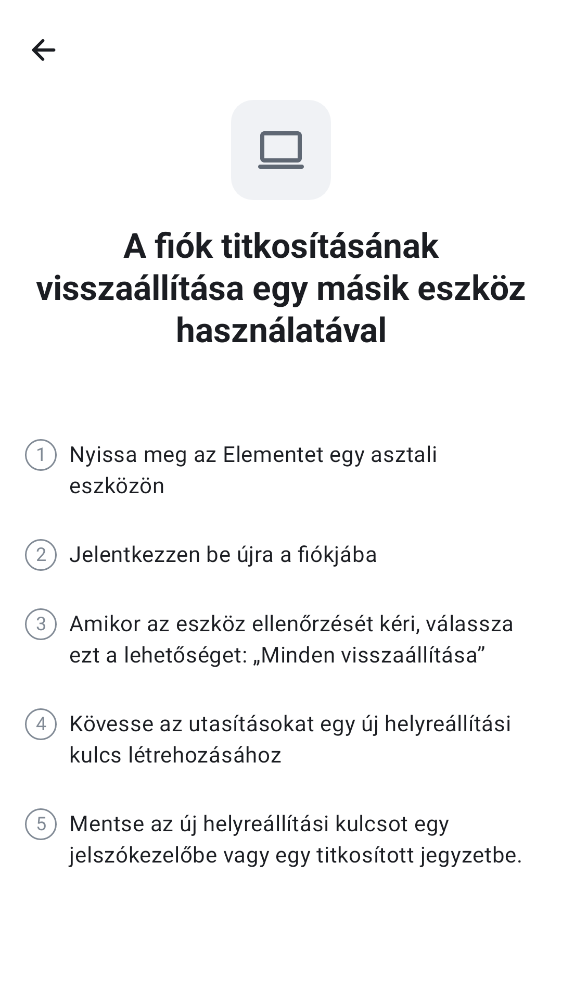 A fiók titkosításának
visszaállítása egy másik eszköz
használatával
1 Nyissa meg az Elementet egy asztali
eszközön
2 Jelentkezzen be újra a fiókjába
3 Amikor az eszköz ellenőrzését kéri, válassza
ezt a lehetőséget: „Minden visszaállítása”
4 Kövesse az utasításokat egy új helyreállítási
kulcs létrehozásához
5 Mentse az új helyreállítási kulcsot egy
jelszókezelőbe vagy egy titkosított jegyzetbe.